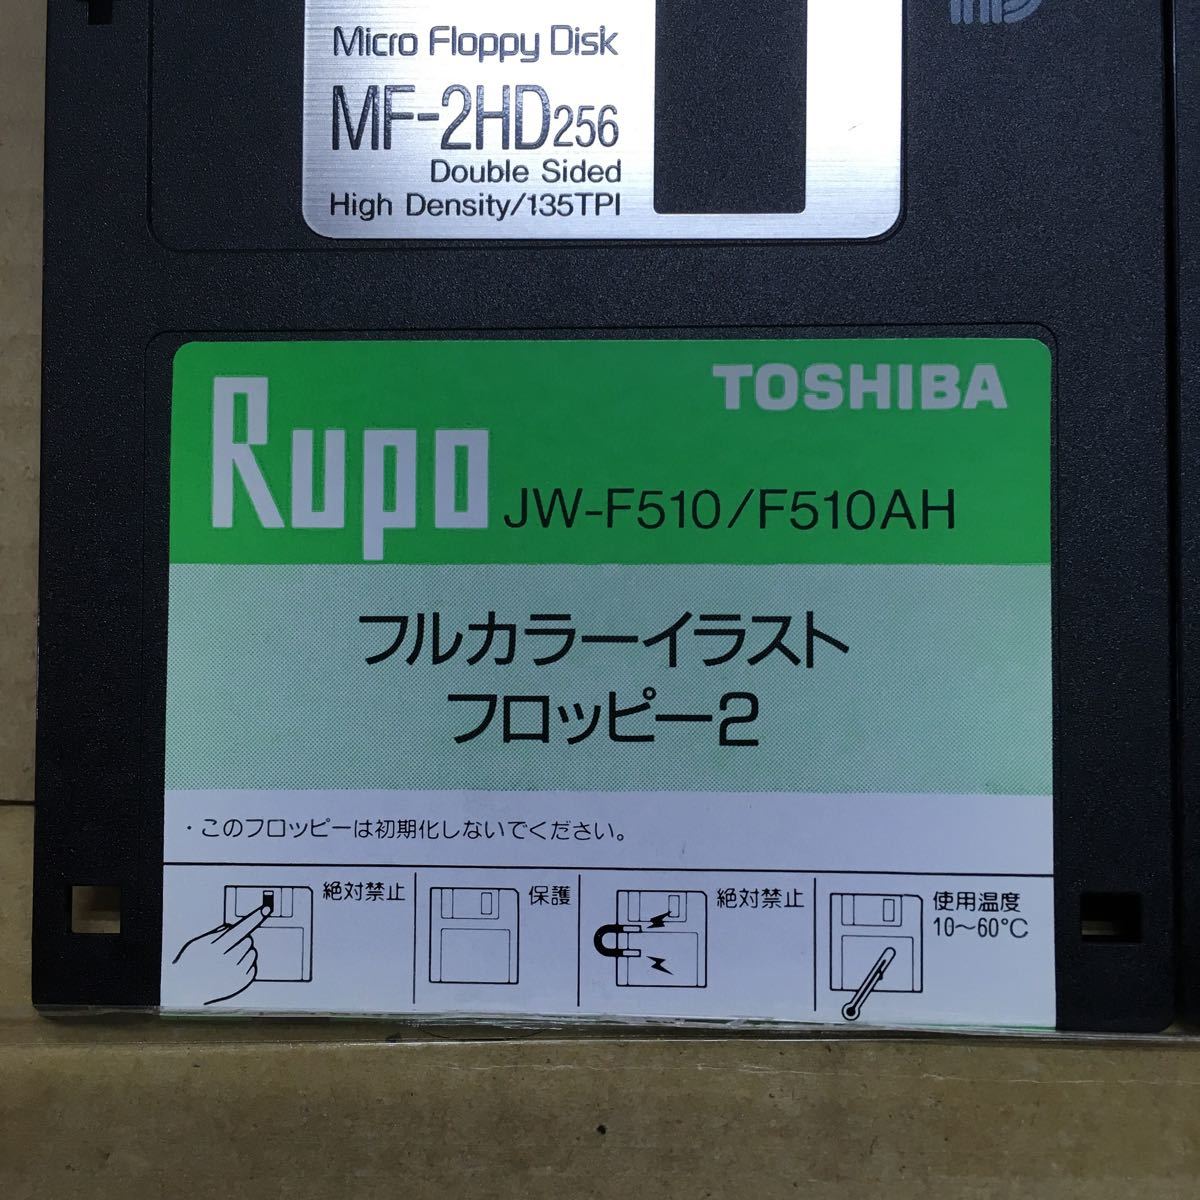 Micro Floppy Disk
MF-2HD256
Double Sided
High Density/135TPI
TOSHIBA
Rupo JW-F510/F510AH
フルカラーイラスト
フロッピー2
・このフロッピーは初期化しないでください。
絶対禁止
保護
絶対禁止
使用温度
10〜60℃